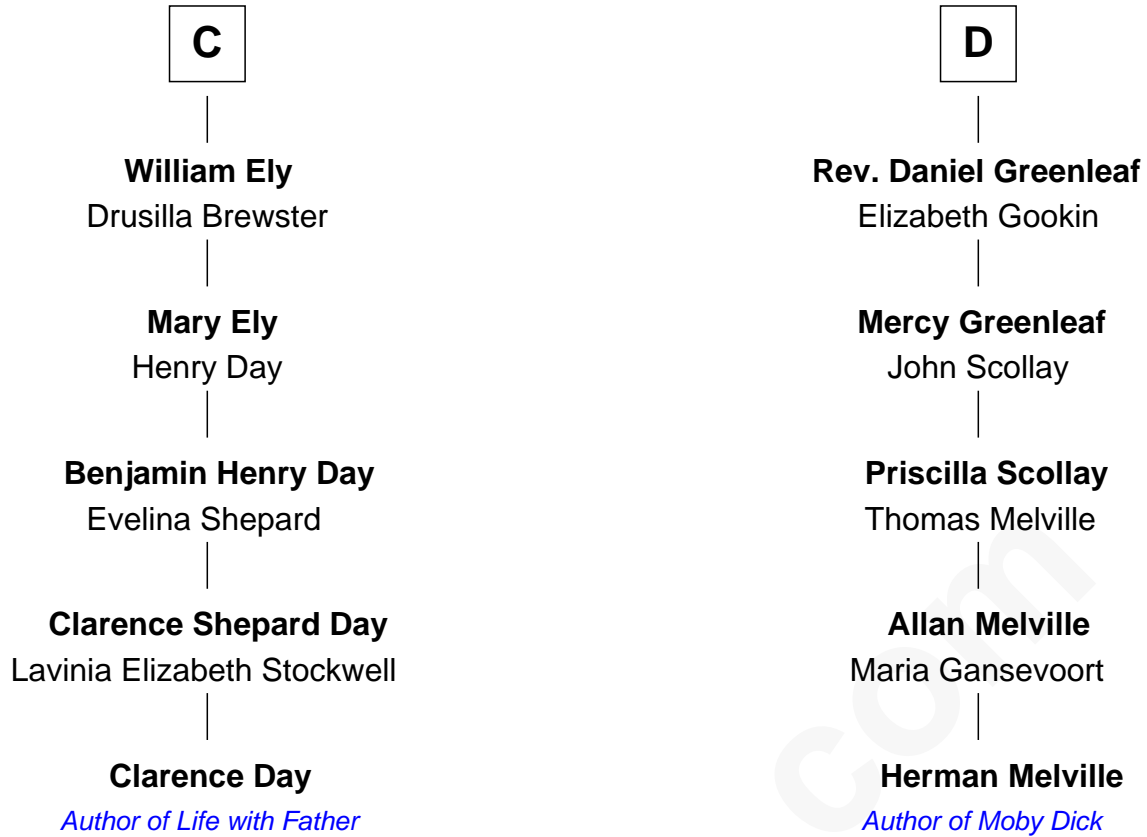 C
William Ely
Drusilla Brewster
Mary Ely
Henry Day
Benjamin Henry Day
Evelina Shepard
Clarence Shepard Day
Lavinia Elizabeth Stockwell
Clarence Day
Author of Life with Father
D
Rev. Daniel Greenleaf
Elizabeth Gookin
Mercy Greenleaf
John Scollay
Priscilla Scollay
Thomas Melville
Allan Melville
Maria Gansevoort
Herman Melville
Author of Moby Dick
com